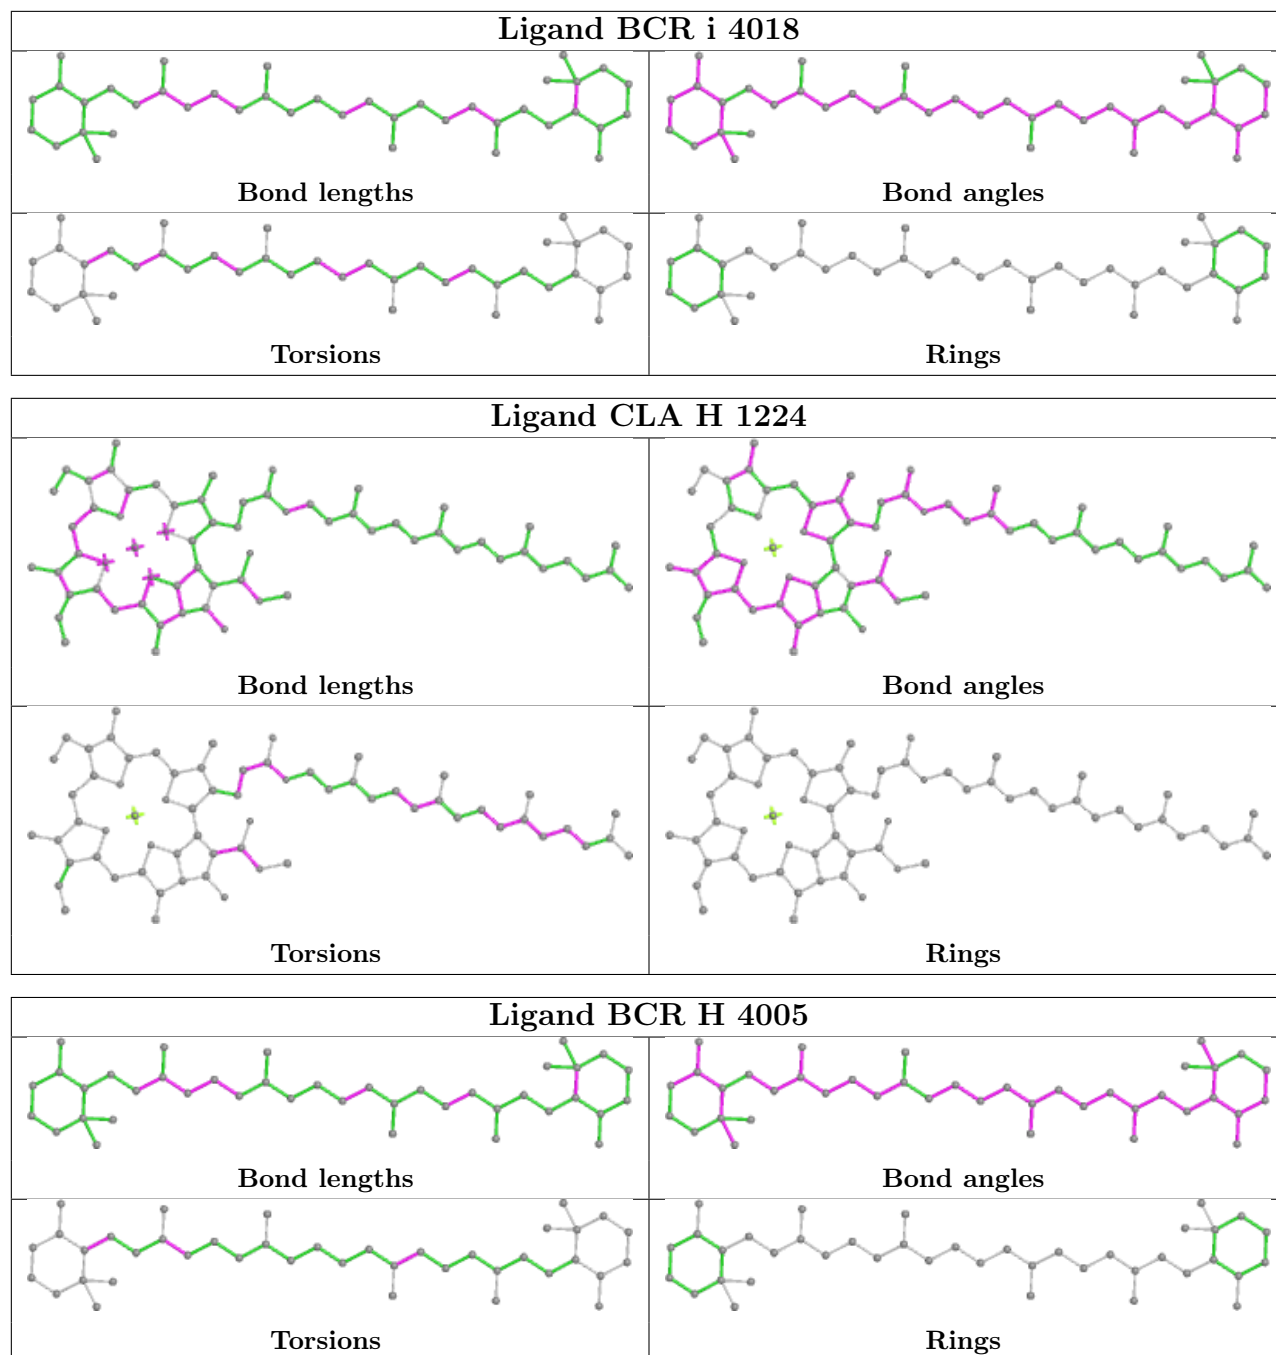 Ligand BCR i 4018
Bond lengths
Bond angles
Torsions
Rings
Ligand CLA H 1224
Bond lengths
Bond angles
Torsions
Rings
Ligand BCR H 4005
Bond lengths
Bond angles
Torsions
Rings